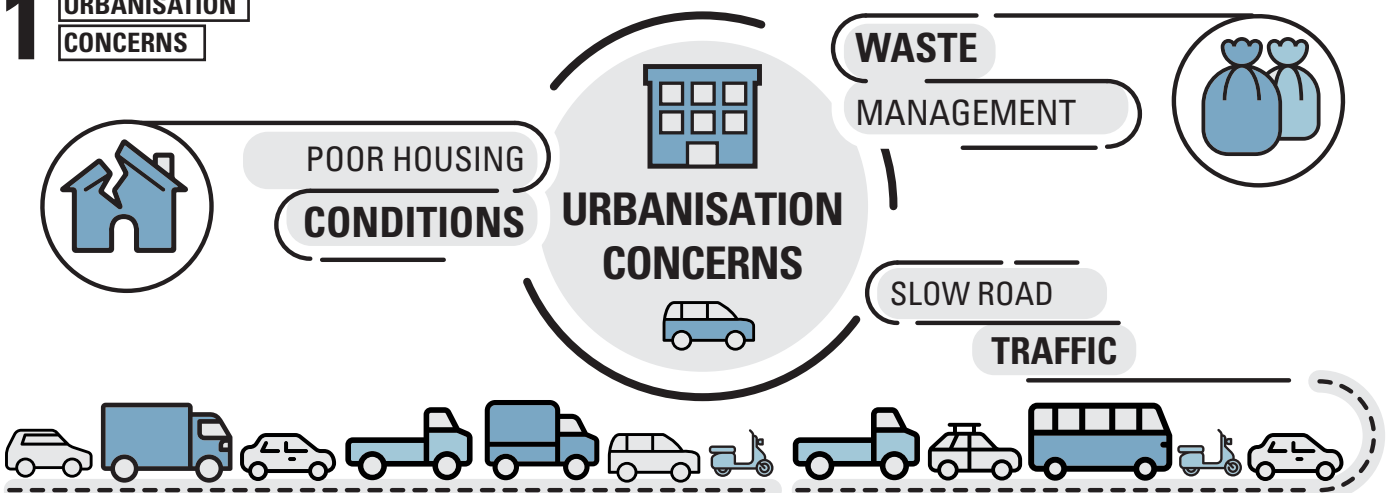 1
URBANISATION
CONCERNS
POOR HOUSING
CONDITIONS
URBANISATION
CONCERNS
WASTE
MANAGEMENT
SLOW ROAD
TRAFFIC